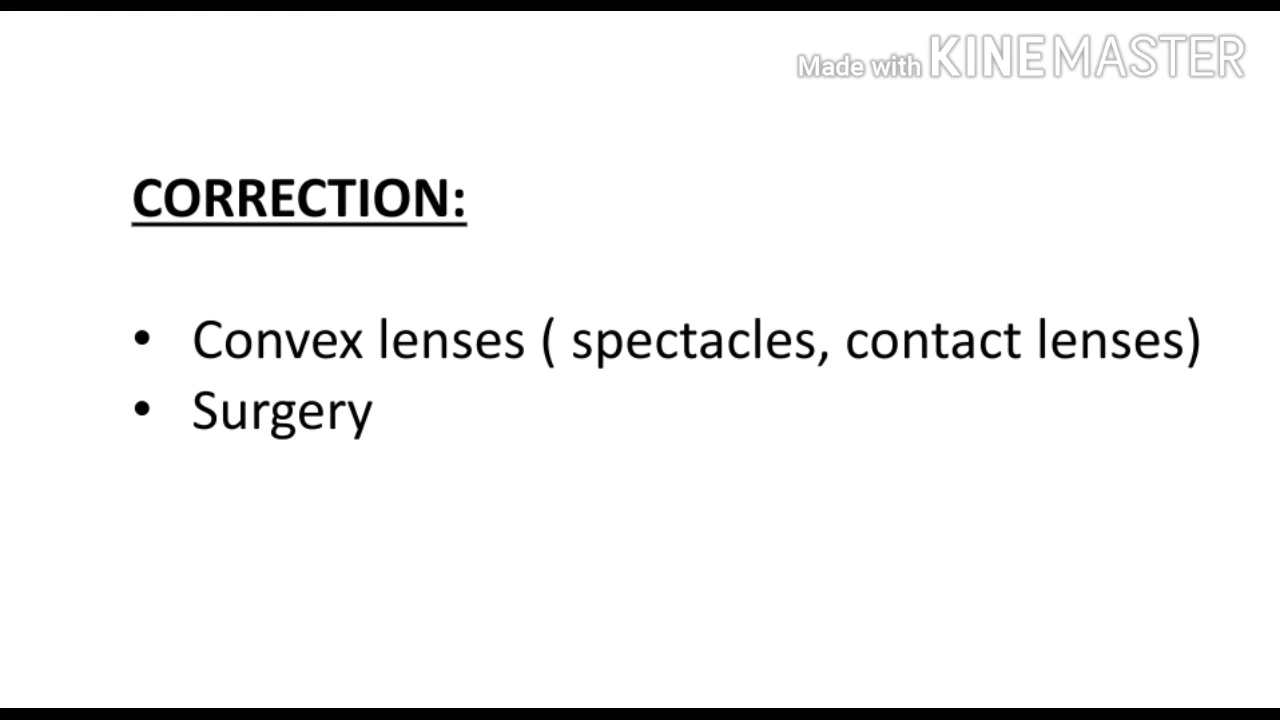 Made with KINEMASTER
CORRECTION:
• Convex lenses ( spectacles, contact lenses)
• Surgery